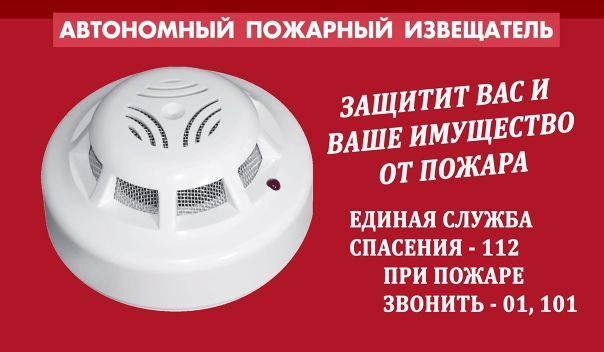 АВТОНОМНЫЙ ПОЖАРНЫЙ ИЗВЕЩАТЕЛЬ
ЗАЩИТИТ ВАС И
ВАШЕ ИМУЩЕСТВО
ОТ ПОЖАРА
ЕДИНАЯ СЛУЖБА
СПАСЕНИЯ - 112
ПРИ ПОЖАРЕ
ЗВОНИТЬ - 01, 101